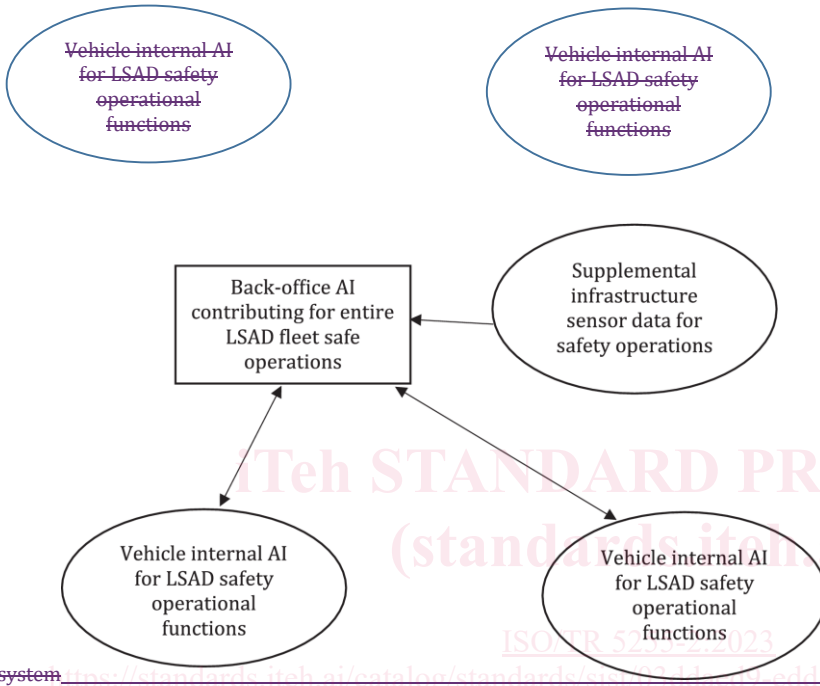 Vehicle internal AI
for LSAD safety
operational
functions
Vehicle internal AI
for LSAD safety
operational
functions
Back-office AI
contributing for entire
LSAD fleet safe
operations
Supplemental
infrastructure
sensor data for
safety operations
iTeh STANDARD PR
(standards.iteh.
Vehicle internal AI
for LSAD safety
operational
functions
Vehicle internal AI
for LSAD safety
operational
functions
ISO/TR 5255-2:2023
system https://standards.iteh.ai/catalog/standards/sist/